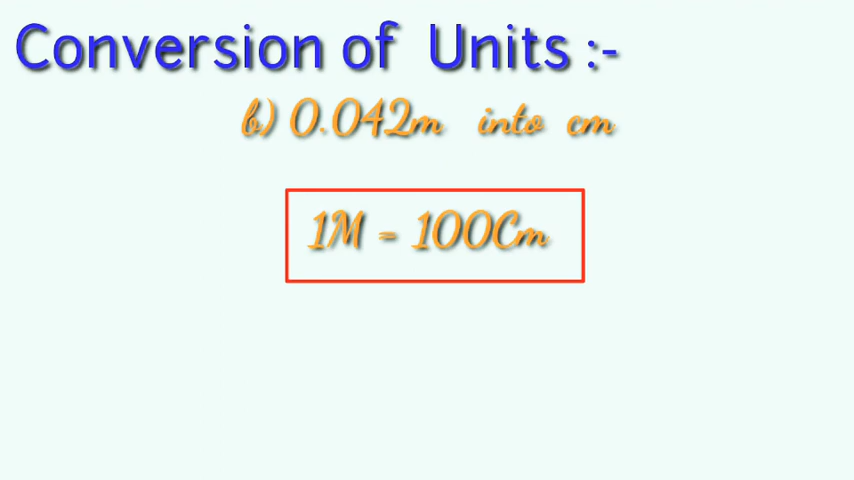 Conversion of Units :-
b) 0.042m into cm
1M = 100Cm